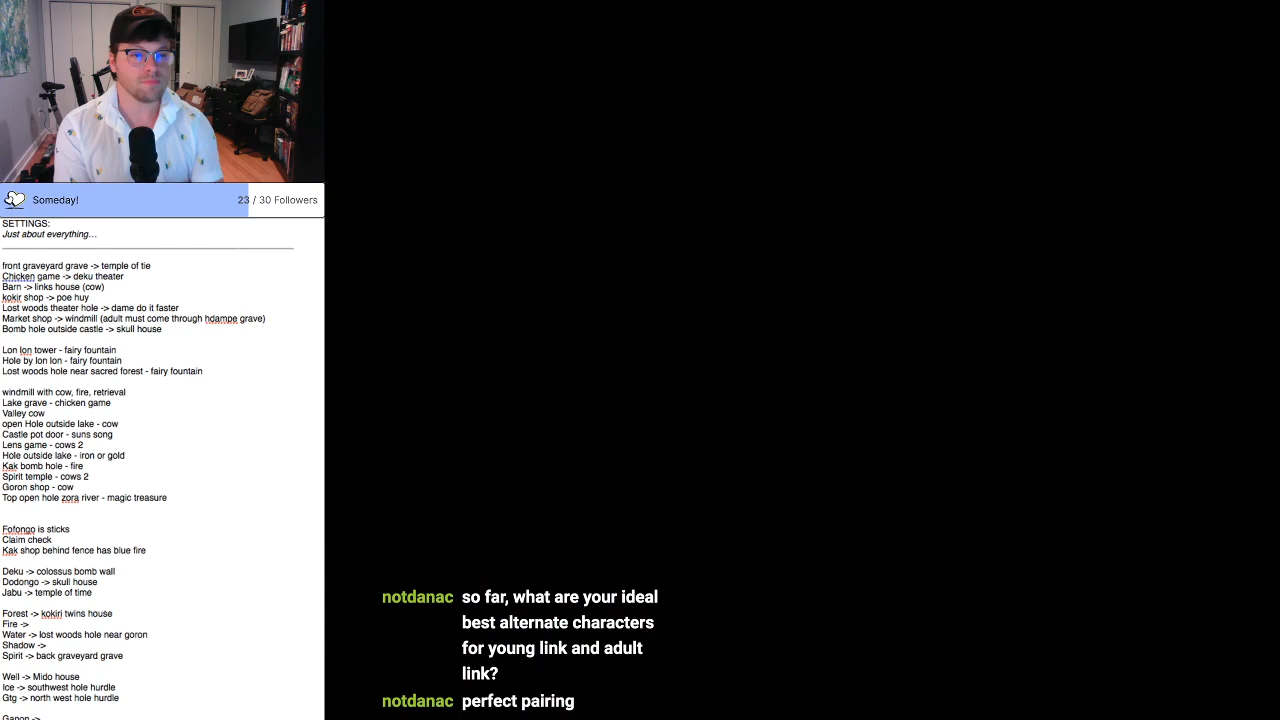 Someday!
23 / 30 Followers
SETTINGS:
Just about everything...
front graveyard grave -> temple of tie
Chicken game -> deku theater
Barn -> links house (cow)
kokir shop -> poe huy
Lost woods theater hole -> dame do it faster
Market shop -> windmill (adult must come through hdampe grave)
Bomb hole outside castle -> skull house
Lon lon tower - fairy fountain
Hole by lon lon - fairy fountain
Lost woods hole near sacred forest - fairy fountain
windmill with cow, fire, retrieval
Lake grave - chicken game
Valley cow
open Hole outside lake - cow
Castle pot door - suns song
Lens game - cows 2
Hole outside lake - iron or gold
Kak bomb hole - fire
Spirit temple - cows 2
Goron shop - cow
Top open hole zora river - magic treasure
Fofongo is sticks
Claim check
Kak shop behind fence has blue fire
Deku -> colossus bomb wall
Dodongo -> skull house
Jabu -> temple of time
Forest -> kokiri twins house
Fire ->
Water -> lost woods hole near goron
Shadow ->
Spirit -> back graveyard grave
Well -> Mido house
Ice -> southwest hole hurdle
Gtg -> north west hole hurdle
Ganon ->
notdanac so far, what are your ideal
best alternate characters
for young link and adult
link?
notdanac perfect pairing